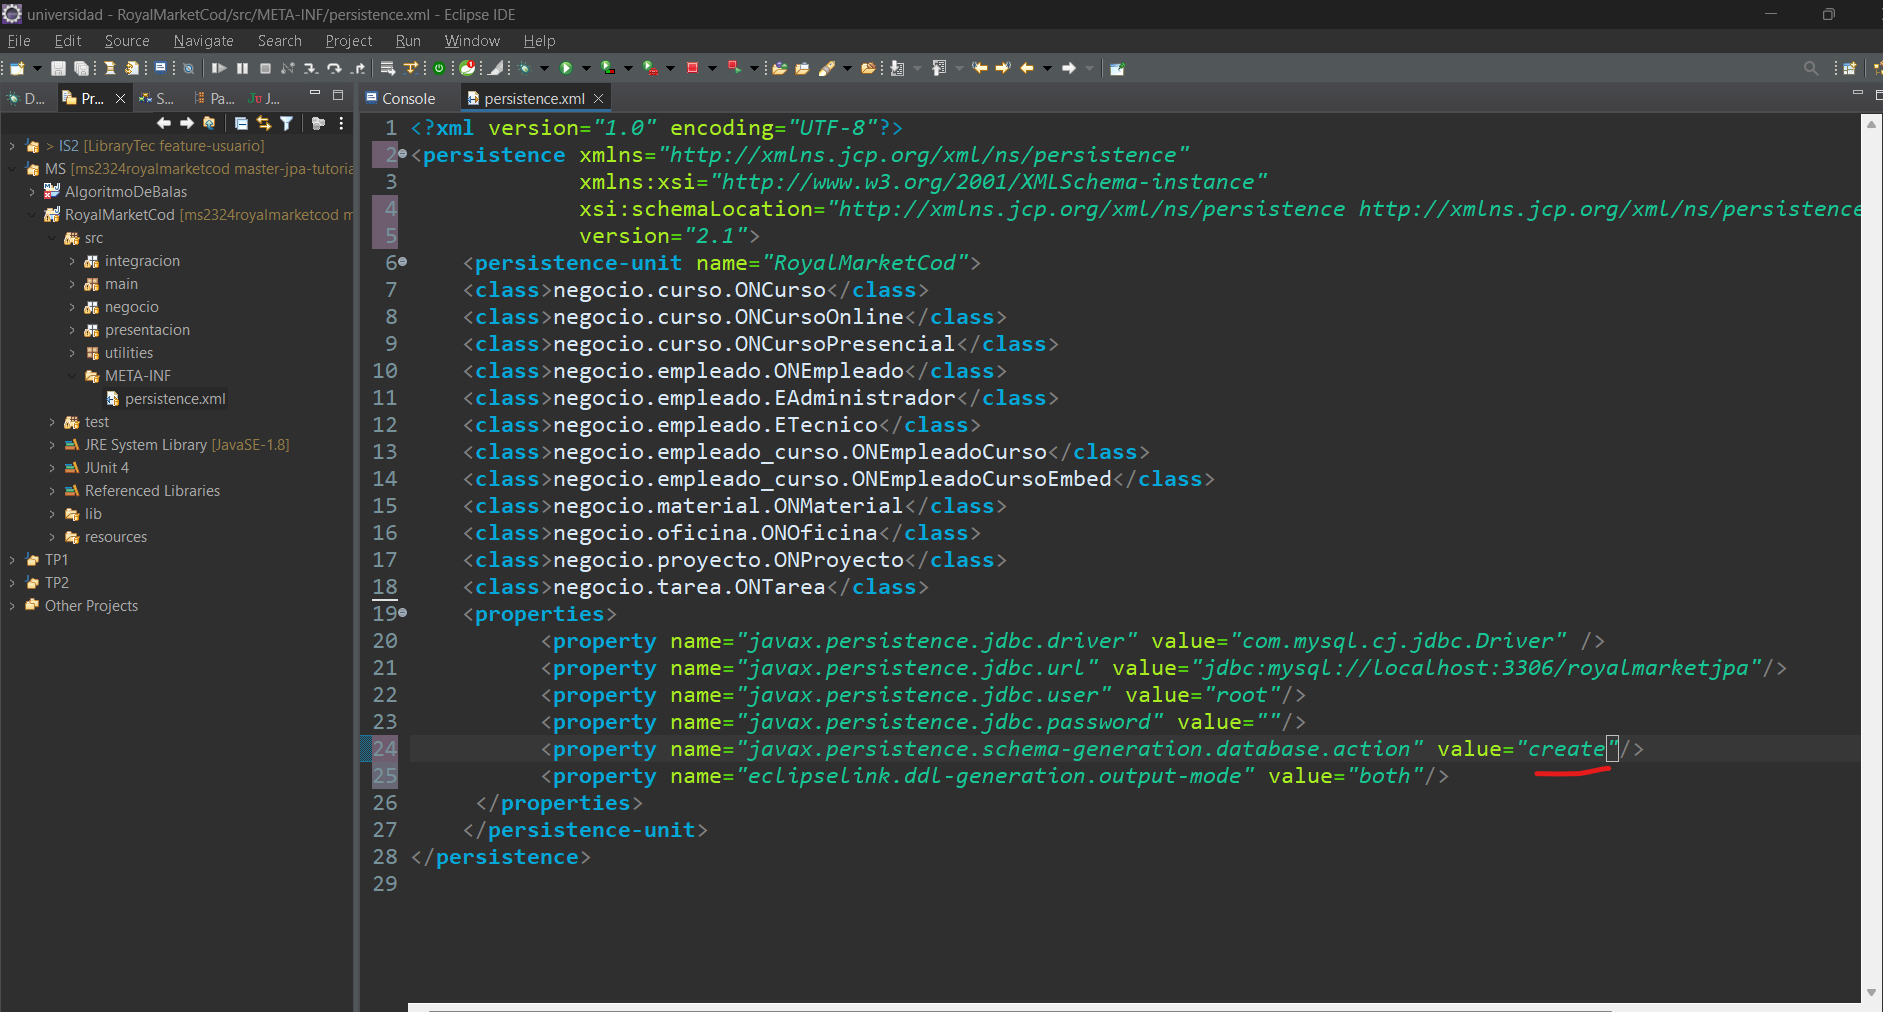 universidad - RoyalMarketCod/src/META-INF/persistence.xml - Eclipse IDE
File Edit Source Navigate Search Project Run Window Help
D... Pr... S... Pa... Ju J...
> IS2 [LibraryTec feature-usuario]
MS [ms2324royalmarketcod master-jpa-tutoria
AlgoritmoDeBalas
RoyalMarketCod [ms2324royalmarketcod m
src
integracion
main
negocio
presentacion
utilities
META-INF
persistence.xml
test
JRE System Library [JavaSE-1.8]
JUnit 4
Referenced Libraries
lib
resources
TP1
TP2
Other Projects
Console persistence.xml
1 <?xml version="1.0" encoding="UTF-8"?>
2 <persistence xmlns="http://xmlns.jcp.org/xml/ns/persistence"
3 xmlns:xsi="http://www.w3.org/2001/XMLSchema-instance"
4 xsi:schemaLocation="http://xmlns.jcp.org/xml/ns/persistence http://xmlns.jcp.org/xml/ns/persistence
5 version="2.1">
6 <persistence-unit name="RoyalMarketCod">
7 <class>negocio.curso.ONCurso</class>
8 <class>negocio.curso.ONCursoOnline</class>
9 <class>negocio.curso.ONCursoPresencial</class>
10 <class>negocio.empleado.ONEmpleado</class>
11 <class>negocio.empleado.EAdministrador</class>
12 <class>negocio.empleado.ETecnico</class>
13 <class>negocio.empleado_curso.ONEmpleadoCurso</class>
14 <class>negocio.empleado_curso.ONEmpleadoCursoEmbed</class>
15 <class>negocio.material.ONMaterial</class>
16 <class>negocio.oficina.ONOficina</class>
17 <class>negocio.proyecto.ONProyecto</class>
18 <class>negocio.tarea.ONTarea</class>
19 <properties>
20 <property name="javax.persistence.jdbc.driver" value="com.mysql.cj.jdbc.Driver" />
21 <property name="javax.persistence.jdbc.url" value="jdbc:mysql://localhost:3306/royalmarketjpa"/>
22 <property name="javax.persistence.jdbc.user" value="root"/>
23 <property name="javax.persistence.jdbc.password" value=""/>
24 <property name="javax.persistence.schema-generation.database.action" value="create"/>
25 <property name="eclipselink.ddl-generation.output-mode" value="both"/>
26 </properties>
27 </persistence-unit>
28 </persistence>
29